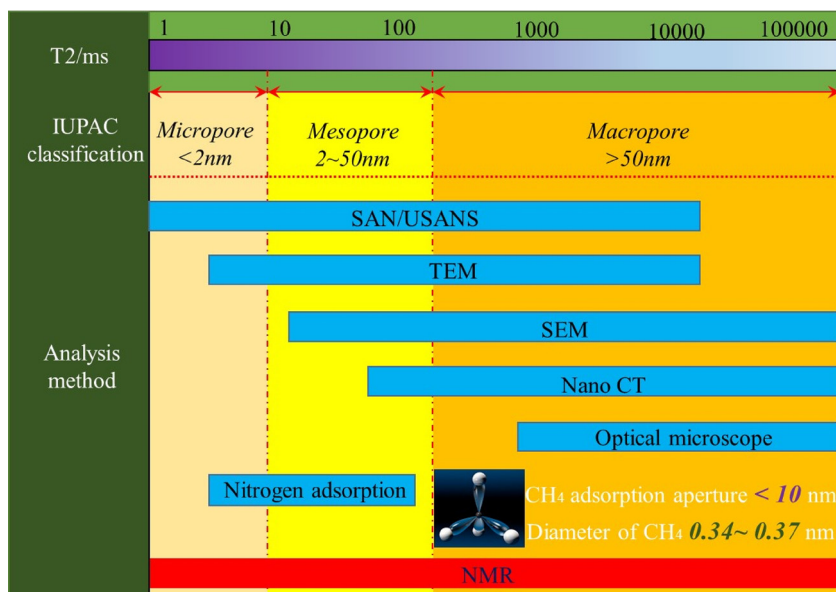 T2/ms
1 10 100 1000 10000 100000
IUPAC
classification
Micropore
<2nm
Mesopore
2~50nm
Macropore
>50nm
Analysis
method
SAN/USANS
TEM
SEM
Nano CT
Optical microscope
Nitrogen adsorption
CH₄ adsorption aperture < 10 nm
Diameter of CH₄ 0.34~ 0.37 nm
NMR